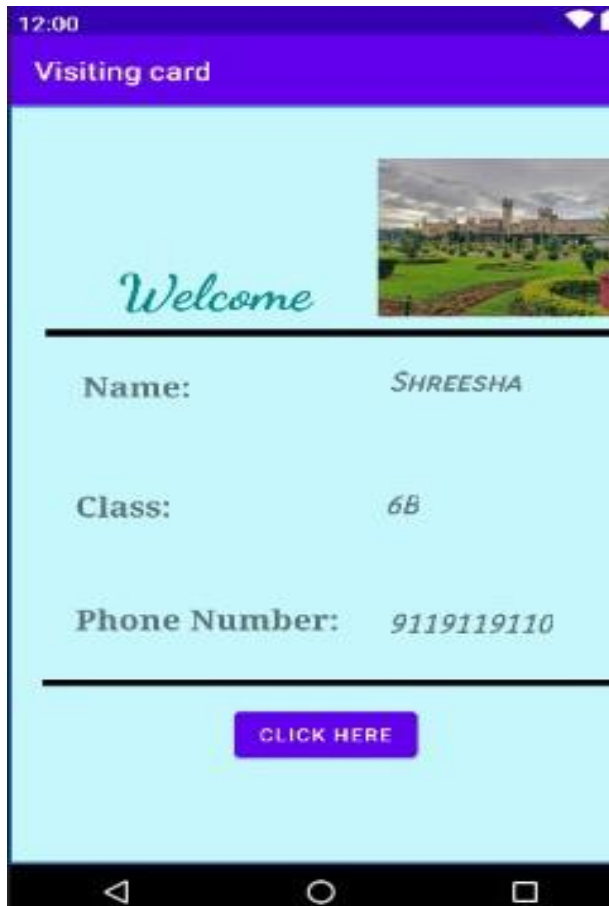 12:00
Visiting card
Welcome
Name: Shreesha
Class: 6B
Phone Number: 9119119110
CLICK HERE